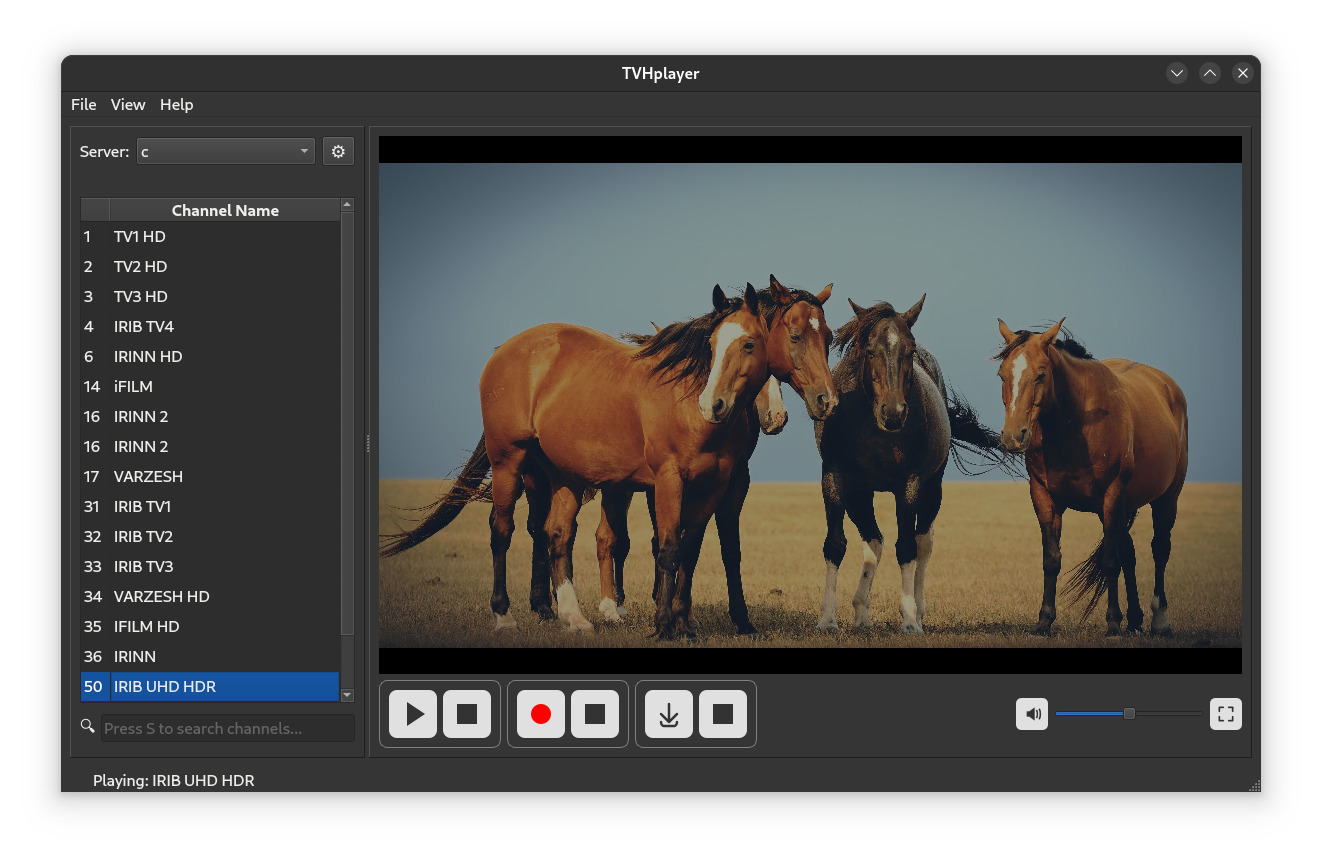 TVHplayer
File View Help
Server: c
Channel Name
1 TV1 HD
2 TV2 HD
3 TV3 HD
4 IRIB TV4
6 IRINN HD
14 iFILM
16 IRINN 2
16 IRINN 2
17 VARZESH
31 IRIB TV1
32 IRIB TV2
33 IRIB TV3
34 VARZESH HD
35 IFILM HD
36 IRINN
50 IRIB UHD HDR
Press S to search channels...
Playing: IRIB UHD HDR